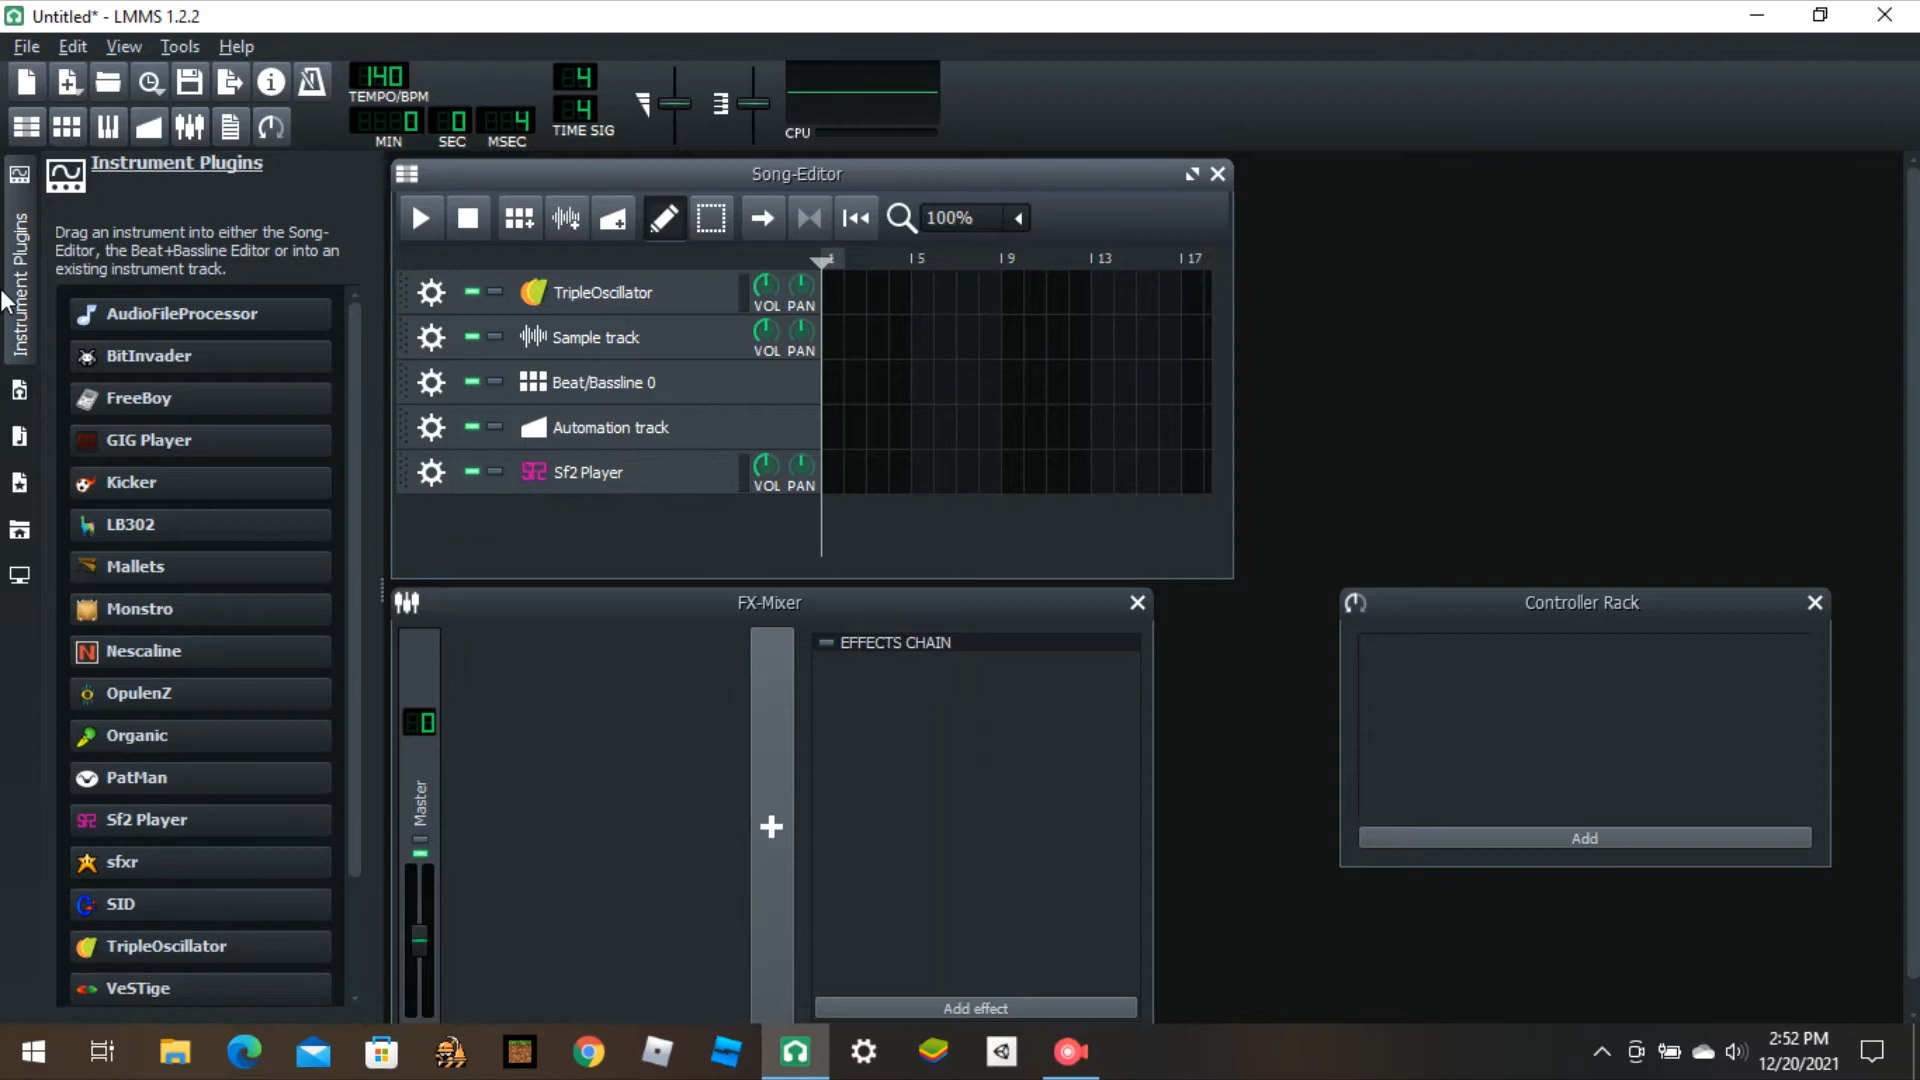 Untitled* - LMMS 1.2.2
File Edit View Tools Help
140
TEMPO/BPM
0 0 4
MIN SEC MSEC
4
4
TIME SIG
CPU
Instrument Plugins
Instrument Plugins
Drag an instrument into either the Song-
Editor, the Beat+Bassline Editor or into an
existing instrument track.
AudioFileProcessor
BitInvader
FreeBoy
GIG Player
Kicker
LB302
Mallets
Monstro
Nescaline
OpulenZ
Organic
PatMan
Sf2 Player
sfxr
SID
TripleOscillator
VeSTige
Song-Editor
100%
1 5 9 13 17
TripleOscillator
VOL PAN
Sample track
VOL PAN
Beat/Bassline 0
Automation track
Sf2 Player
VOL PAN
FX-Mixer
0
Master
EFFECTS CHAIN
Add effect
Controller Rack
Add
2:52 PM
12/20/2021